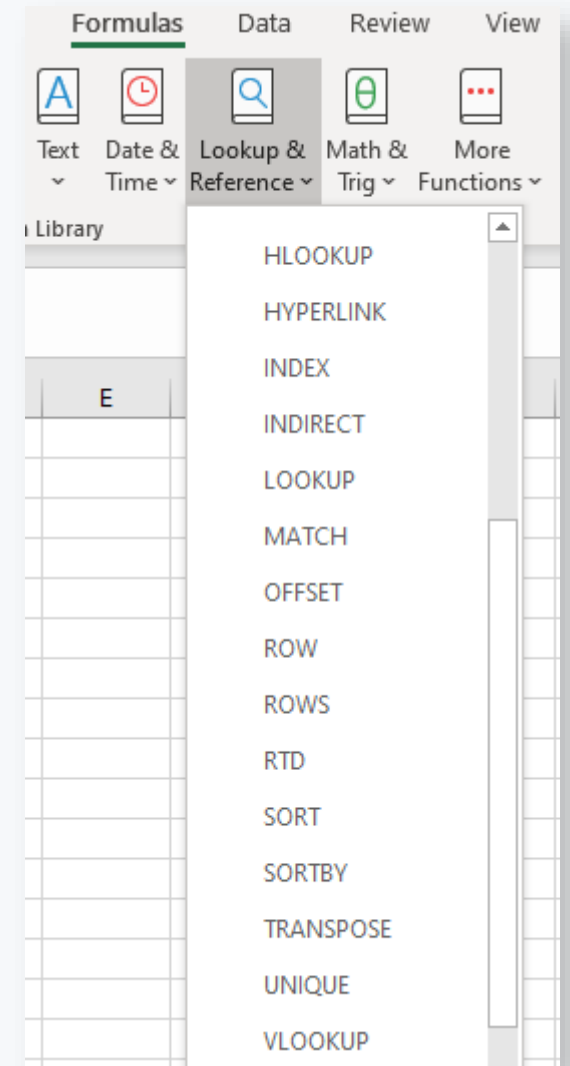 Formulas Data Review View
A θ
Text Date & Lookup & Math & More
Time Reference Trig Functions
Library
E
HLOOKUP
HYPERLINK
INDEX
INDIRECT
LOOKUP
MATCH
OFFSET
ROW
ROWS
RTD
SORT
SORTBY
TRANSPOSE
UNIQUE
VLOOKUP